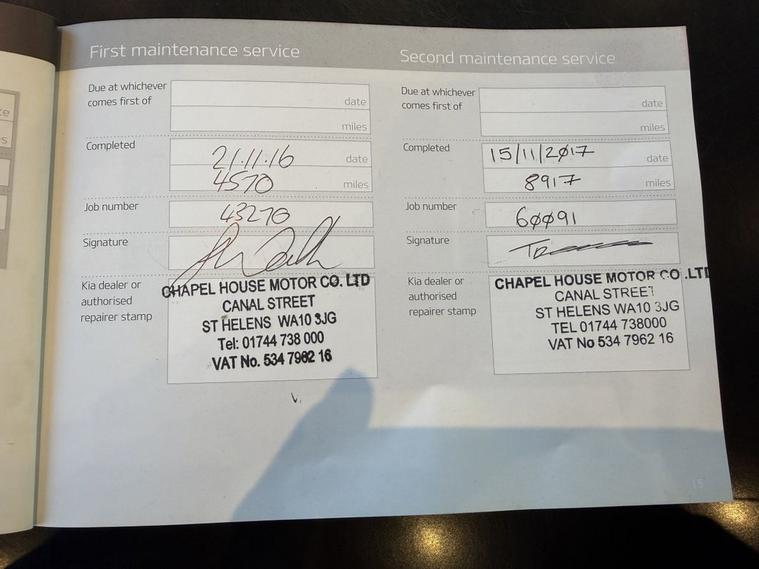 First maintenance service
Due at whichever
comes first of
date
miles
Completed
21.11.16 date
4570 miles
Job number
43270
Signature
Kia dealer or
authorised
repairer stamp
CHAPEL HOUSE MOTOR CO. LTD
CANAL STREET
ST HELENS WA10 3JG
Tel: 01744 738 000
VAT No. 534 7962 16
Second maintenance service
Due at whichever
comes first of
date
miles
Completed
15/11/2017 date
8917 miles
Job number
60091
Signature
Kia dealer or
authorised
repairer stamp
CHAPEL HOUSE MOTOR CO.LTD
CANAL STREET
ST HELENS WA10 3JG
TEL 01744 738000
VAT No 534 7962 16
15